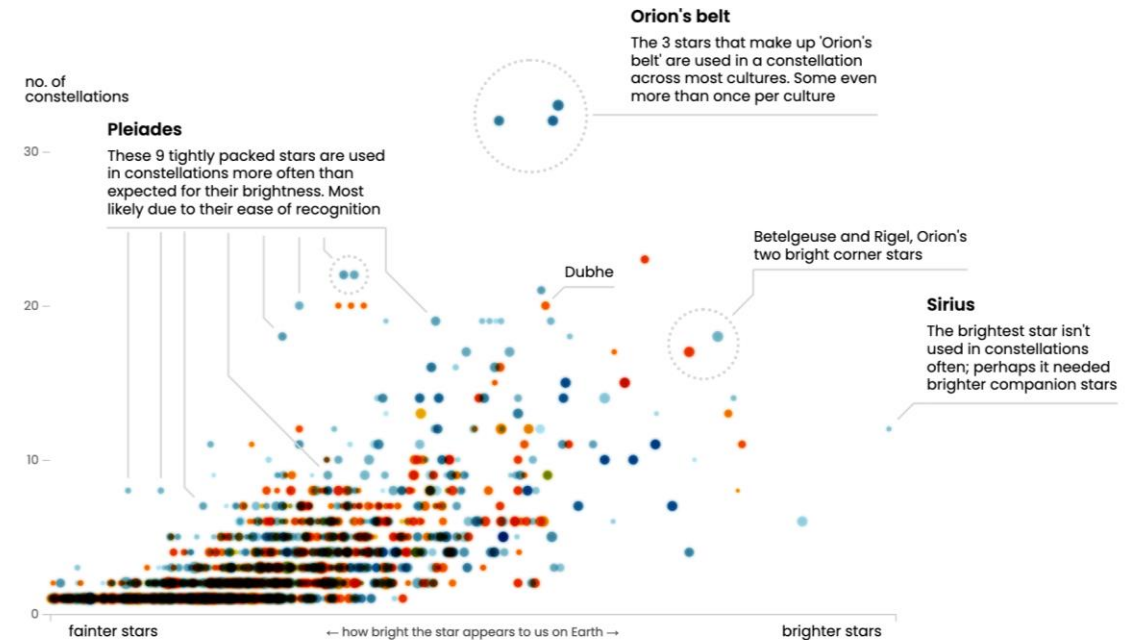 Orion's belt
The 3 stars that make up 'Orion's
belt' are used in a constellation
across most cultures. Some even
more than once per culture
no. of
constellations
Pleiades
These 9 tightly packed stars are used
in constellations more often than
expected for their brightness. Most
likely due to their ease of recognition
30
Betelgeuse and Rigel, Orion's
two bright corner stars
Dubhe
20
Sirius
The brightest star isn't
used in constellations
often; perhaps it needed
brighter companion stars
10
0
fainter stars
← how bright the star appears to us on Earth →
brighter stars